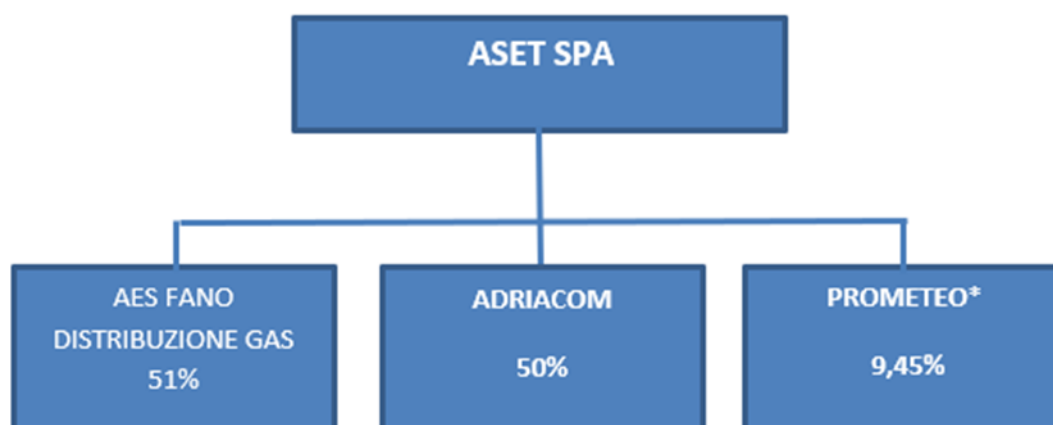 ASET SPA
AES FANO
DISTRIBUZIONE GAS
51%
ADRIACOM
50%
PROMETEO*
9,45%